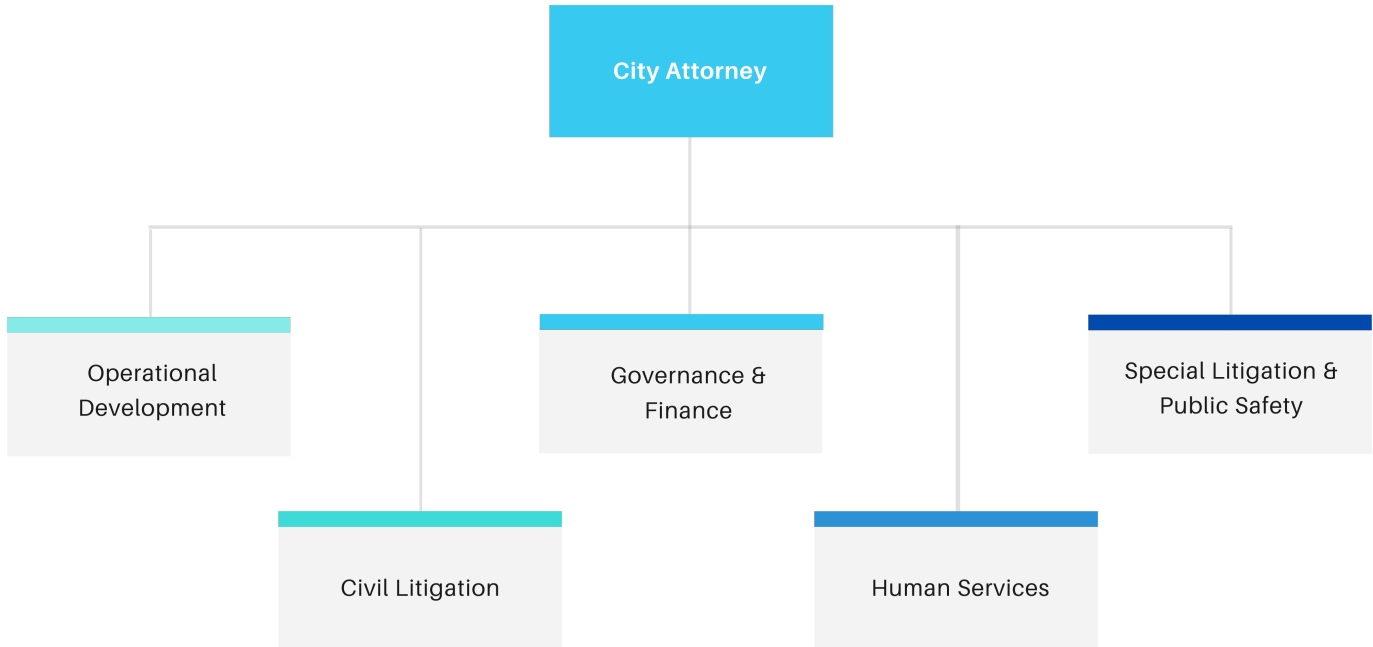 City Attorney
Operational
Development
Governance &
Finance
Special Litigation &
Public Safety
Civil Litigation
Human Services